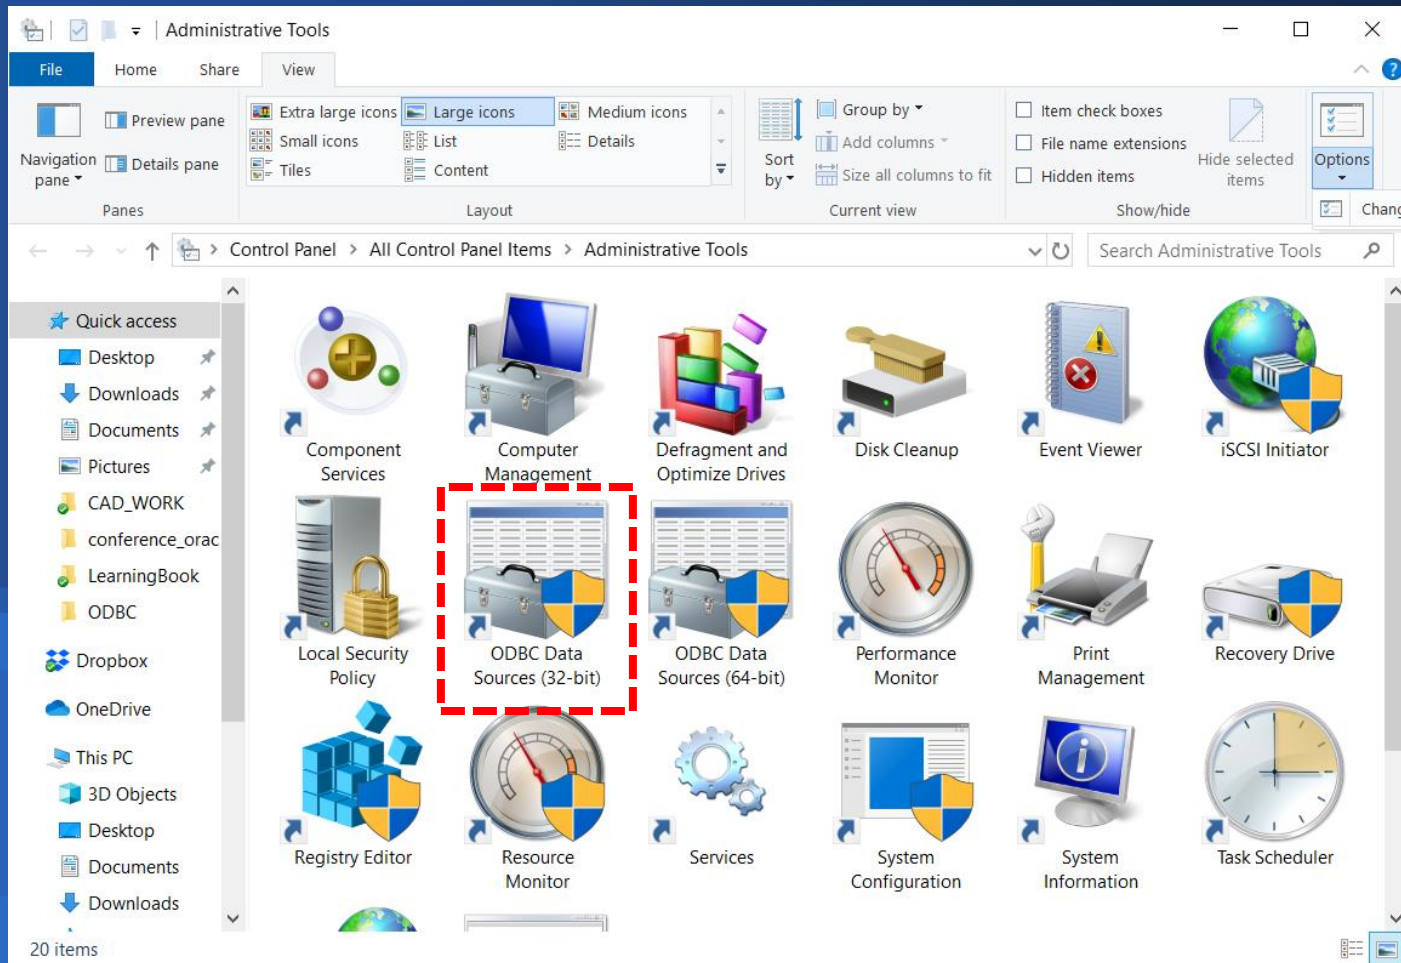 Administrative Tools
File Home Share View
Preview pane
Details pane
Navigation
pane
Panes
Extra large icons Large icons Medium icons
Small icons List Details
Tiles Content
Layout
Sort
by
Group by
Add columns
Size all columns to fit
Current view
Item check boxes
File name extensions
Hidden items
Hide selected
items
Show/hide
Options
Chang
Control Panel > All Control Panel Items > Administrative Tools
Search Administrative Tools
Quick access
Desktop
Downloads
Documents
Pictures
CAD_WORK
conference_orac
LearningBook
ODBC
Dropbox
OneDrive
This PC
3D Objects
Desktop
Documents
Downloads
Component
Services
Computer
Management
Defragment and
Optimize Drives
Disk Cleanup
Event Viewer
iSCSI Initiator
Local Security
Policy
ODBC Data
Sources (32-bit)
ODBC Data
Sources (64-bit)
Performance
Monitor
Print
Management
Recovery Drive
Registry Editor
Resource
Monitor
Services
System
Configuration
System
Information
Task Scheduler
20 items